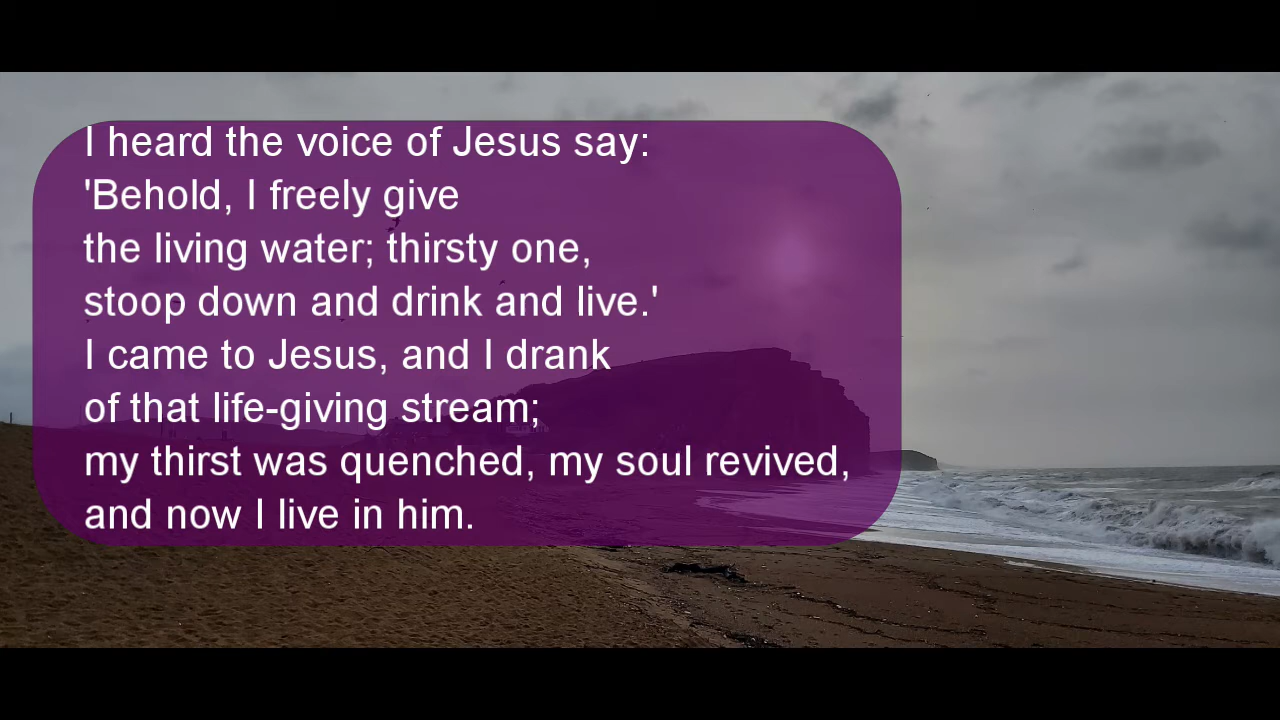 I heard the voice of Jesus say:
'Behold, I freely give
the living water; thirsty one,
stoop down and drink and live.'
I came to Jesus, and I drank
of that life-giving stream;
my thirst was quenched, my soul revived,
and now I live in him.